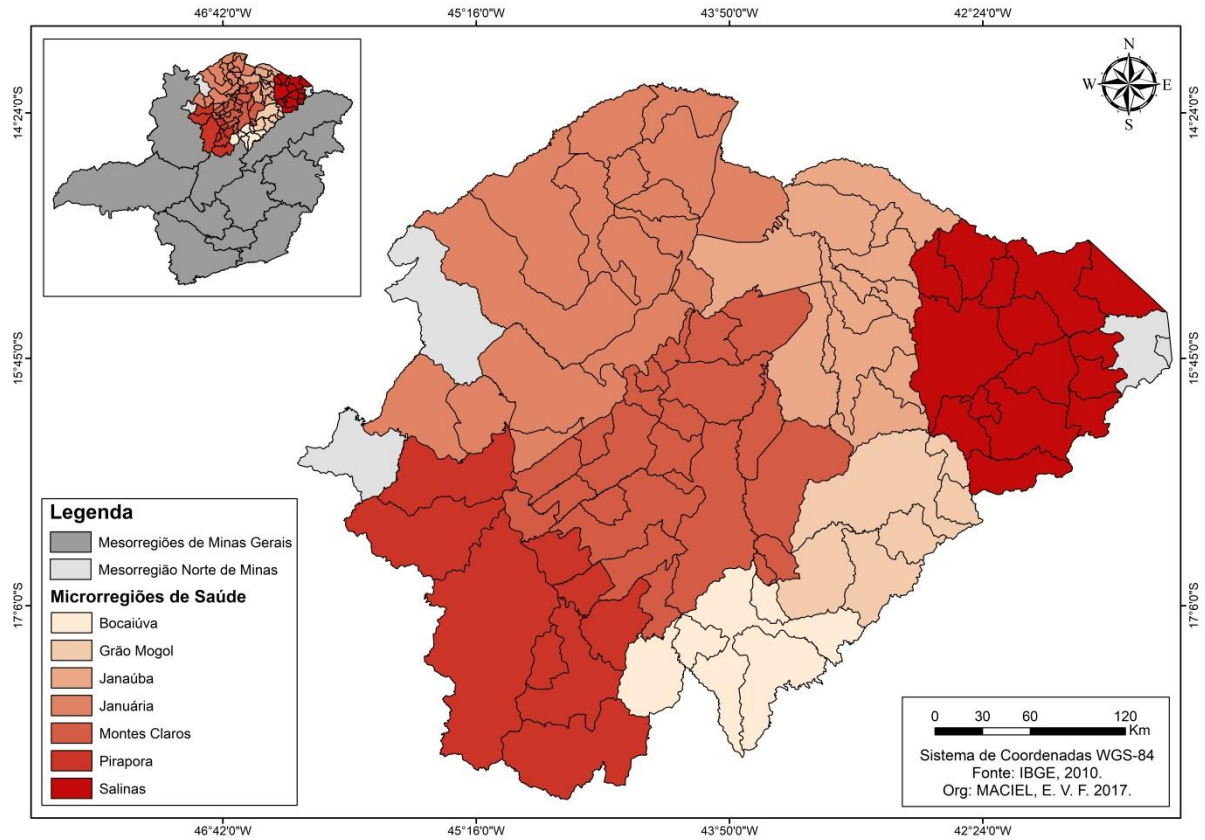 46°42'0"W 45°16'0"W 43°50'0"W 42°24'0"W
14°24'0"S 14°24'0"S
N
W E
S
15°45'0"S 15°45'0"S
17°6'0"S 17°6'0"S
Legenda
Mesorregiões de Minas Gerais
Mesorregião Norte de Minas
Microrregiões de Saúde
Bocaiúva
Grão Mogol
Janaúba
Januária
Montes Claros
Pirapora
Salinas
0 30 60 120
Km
Sistema de Coordenadas WGS-84
Fonte: IBGE, 2010.
Org: MACIEL, E. V. F. 2017.
46°42'0"W 45°16'0"W 43°50'0"W 42°24'0"W